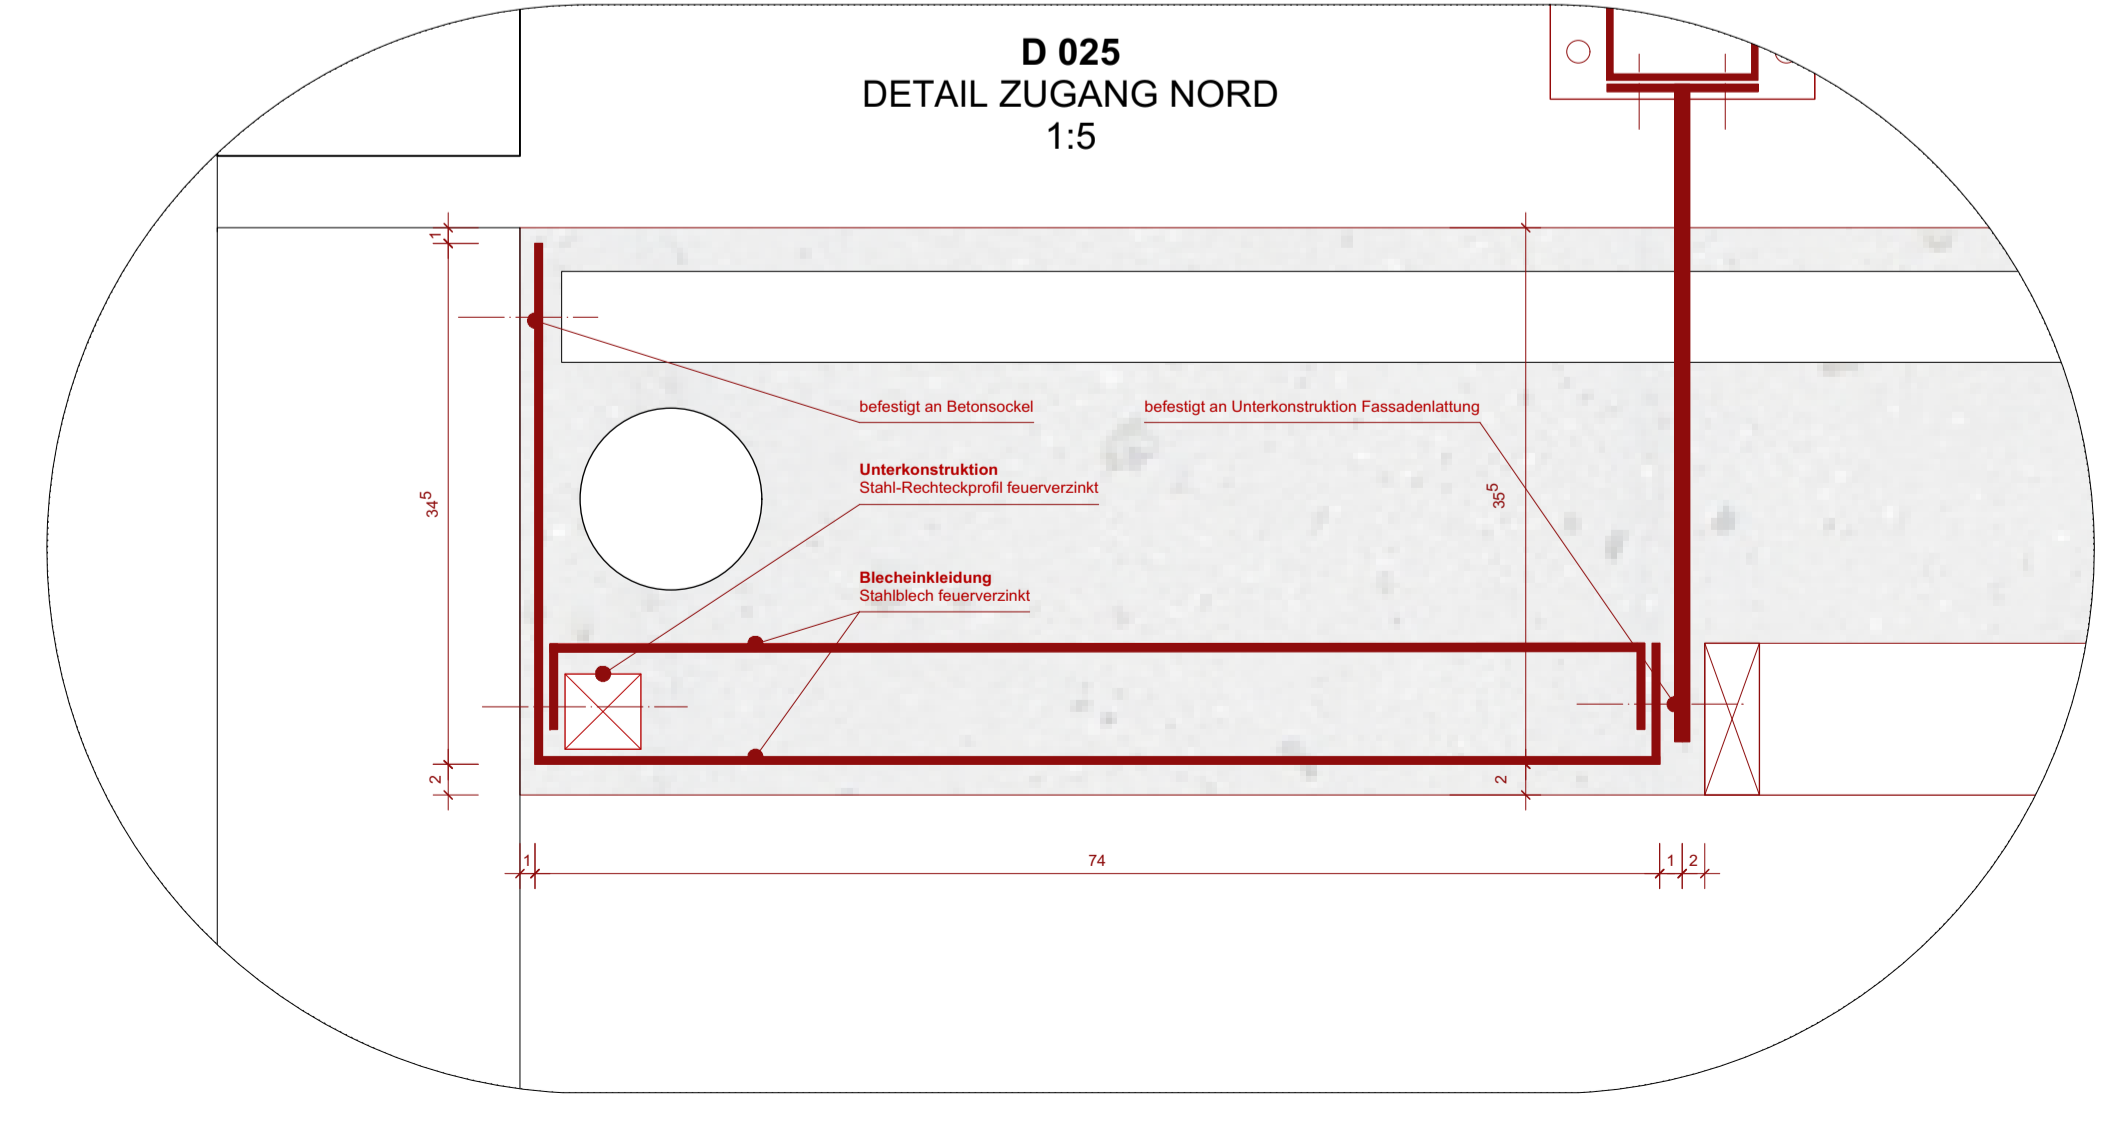 D 025
DETAIL ZUGANG NORD
1:5
1
befestigt an Betonsockel
befestigt an Unterkonstruktion Fassadenlattung
Unterkonstruktion
Stahl-Rechteckprofil feuerverzinkt
34⁵
35⁵
Blecheinkleidung
Stahlblech feuerverzinkt
2
2
1
74
1
2